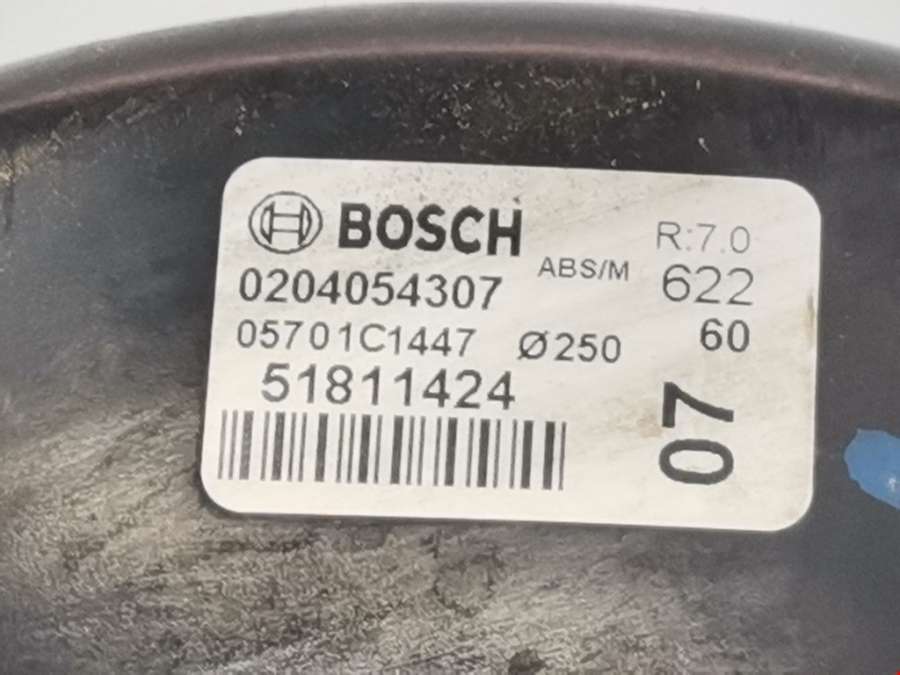 BOSCH R:7.0
0204054307 ABS/M 622
05701C1447 Ø250 60
51811424
07